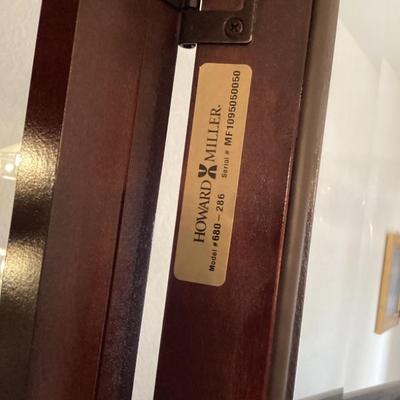 HOWARD MILLER.
Model #680-286 Serial # MF1095050050